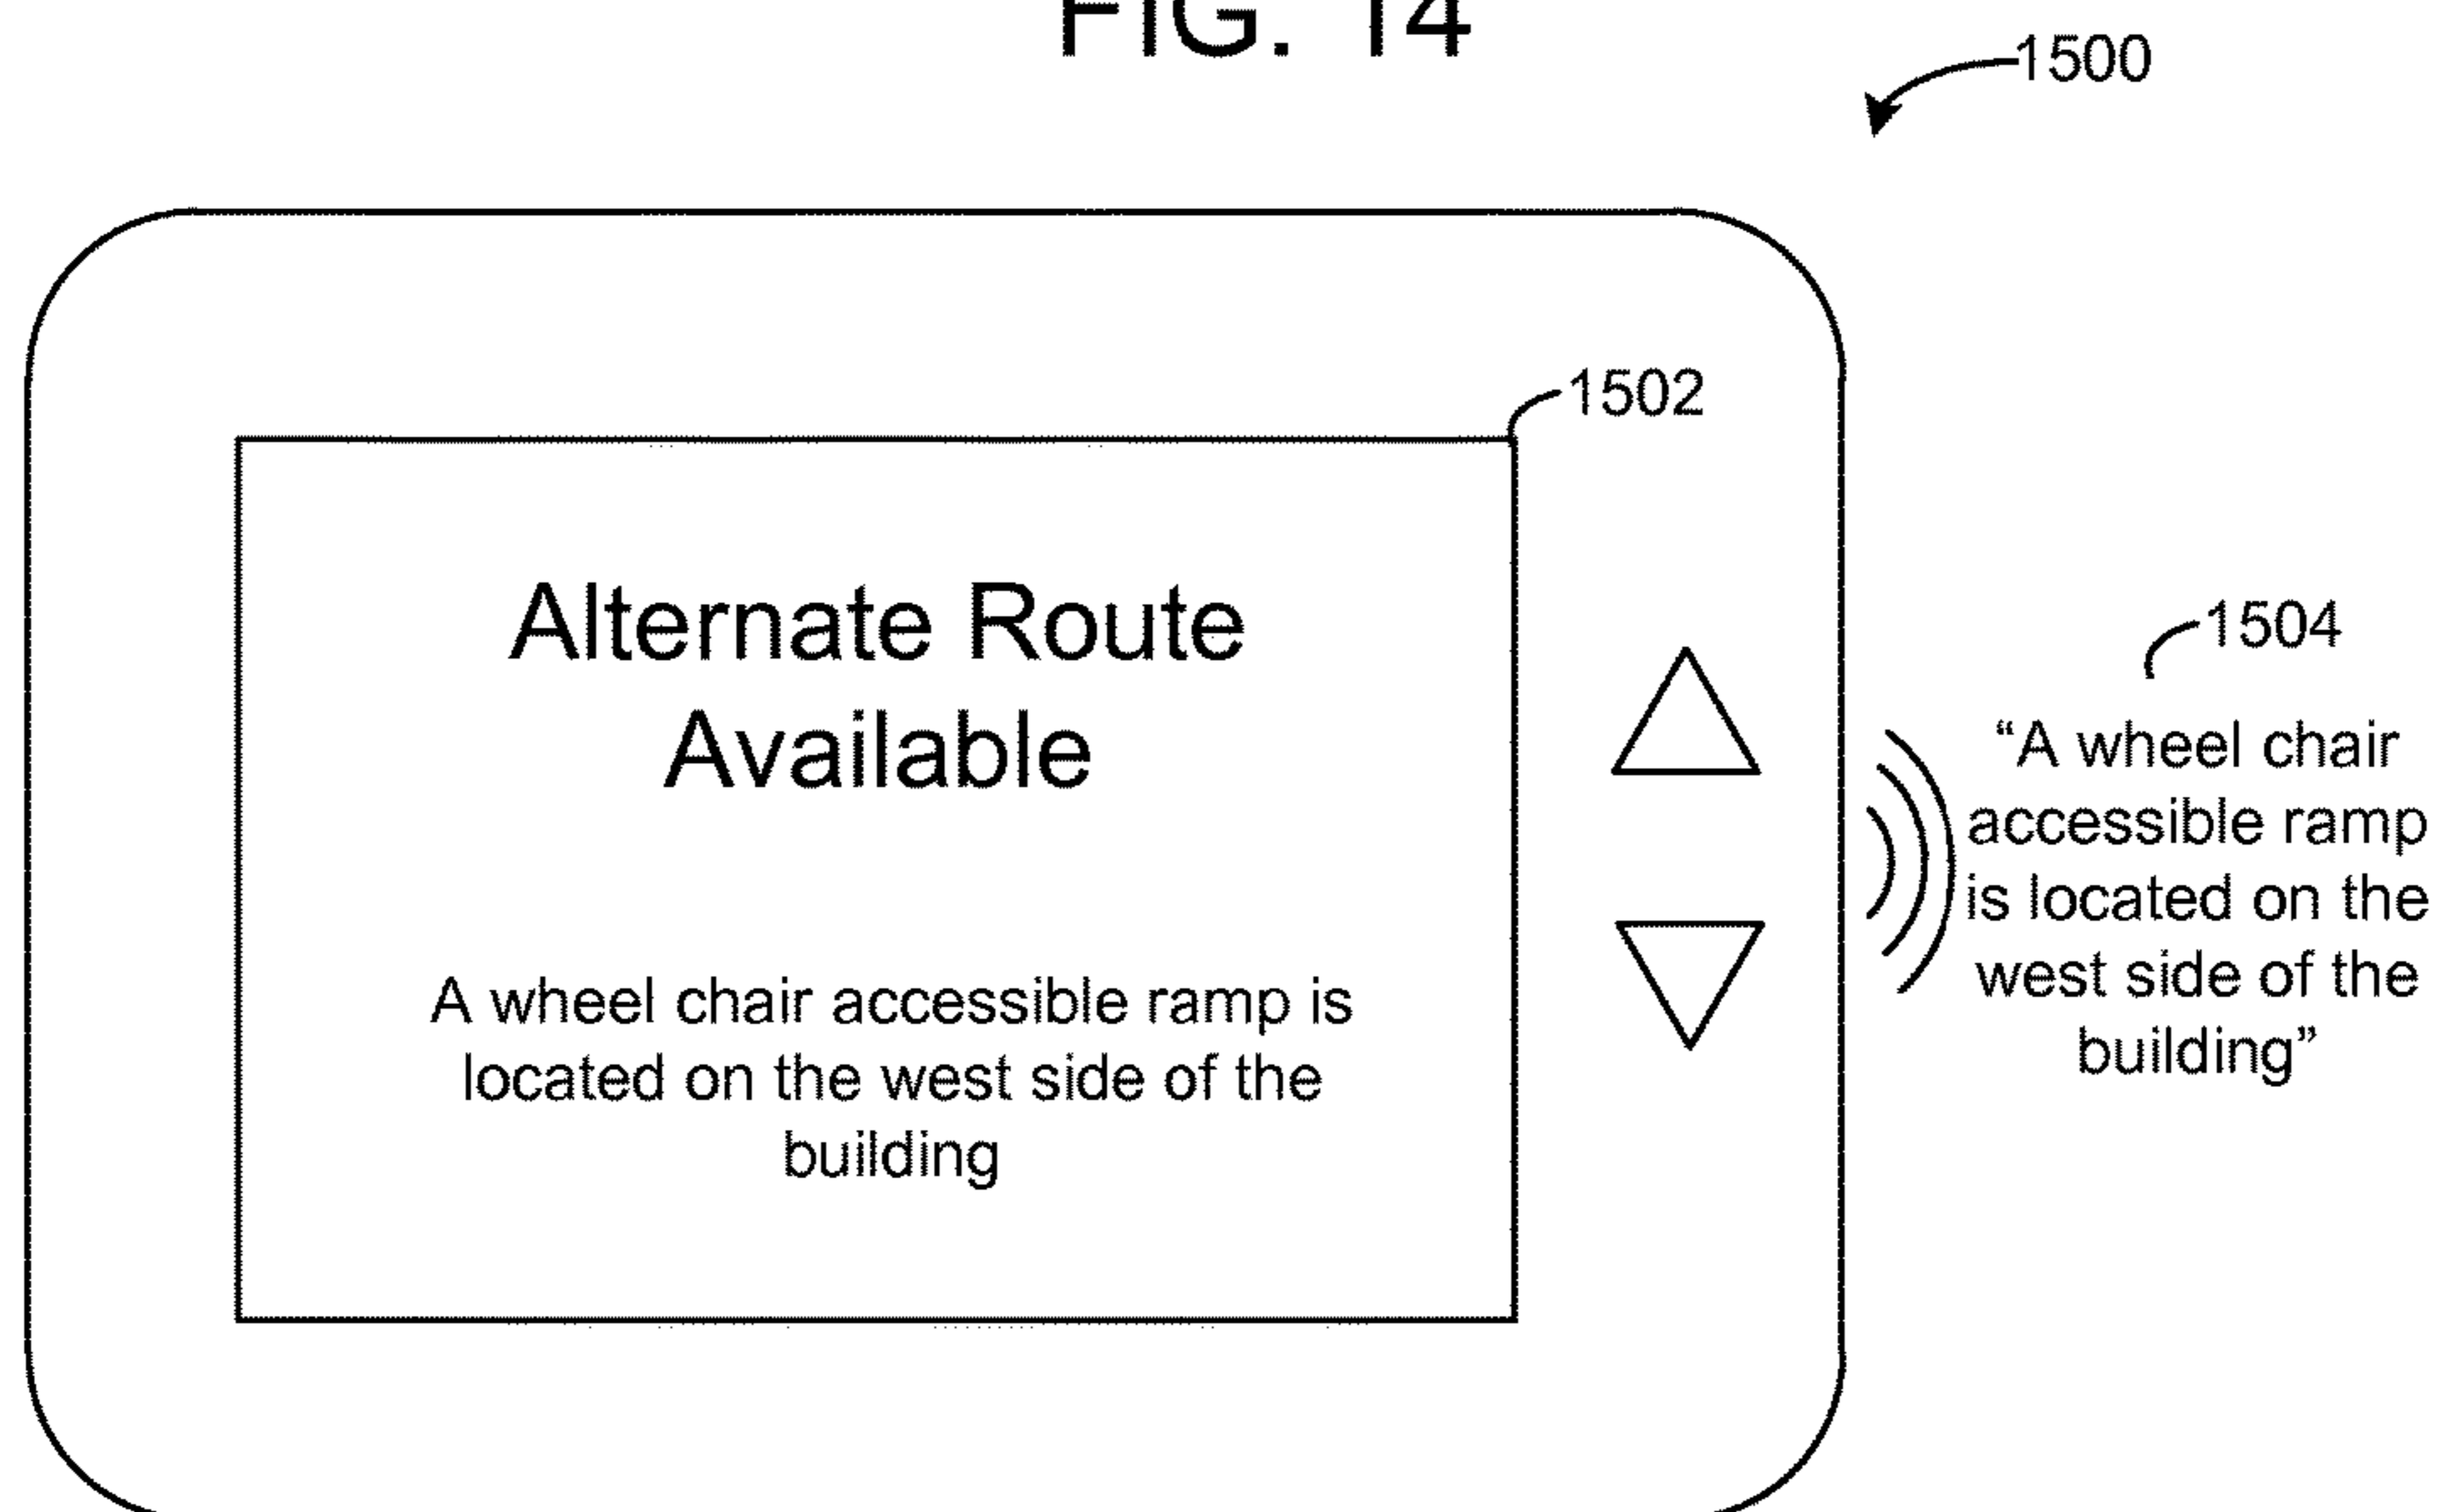 FIG. 14
1500
1502
Alternate Route
Available
A wheel chair accessible ramp is
located on the west side of the
building
1504
“A wheel chair
accessible ramp
is located on the
west side of the
building”